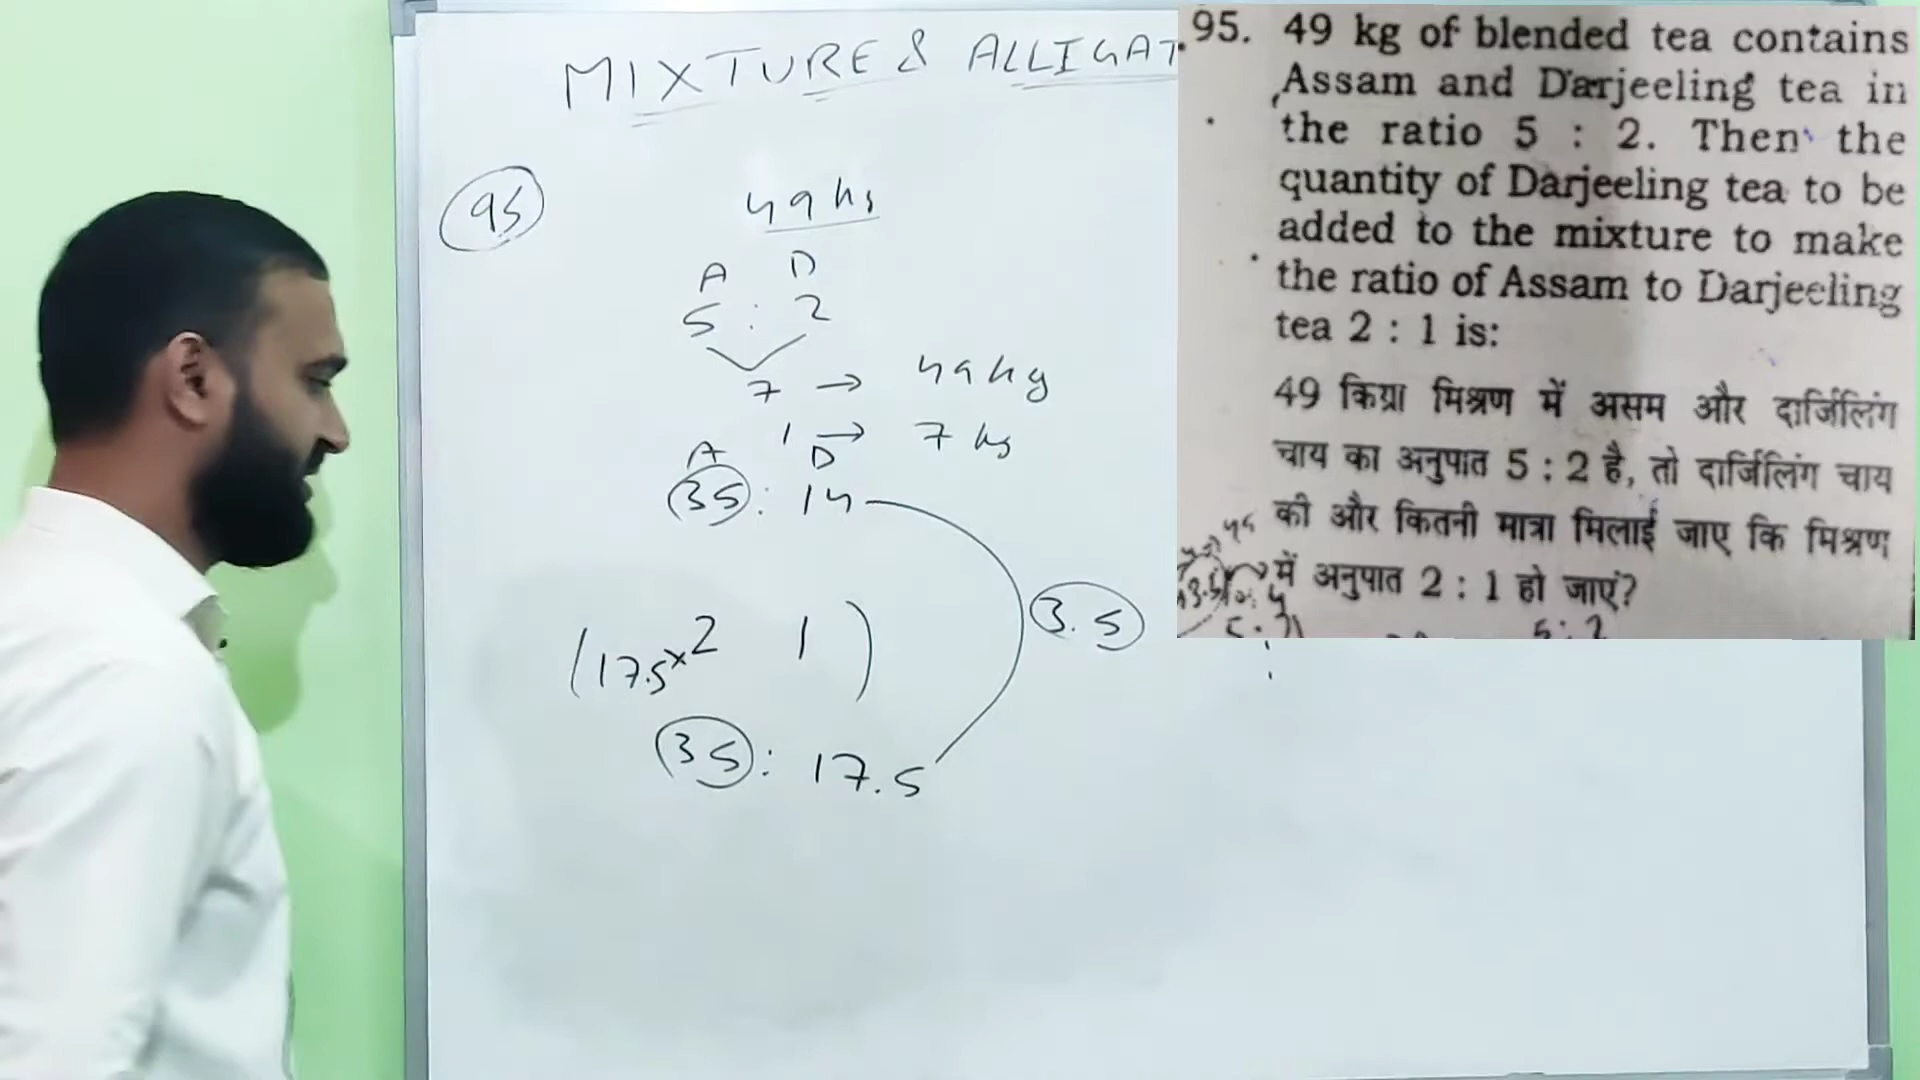 MIXTURE & ALLIGAT
95
49 kg
A D
5 : 2
7 → 49 kg
1 → 7 kg
A D
35 : 14
3.5
(17.5× 2 1 )
35 : 17.5
95. 49 kg of blended tea contains
Assam and Darjeeling tea in
the ratio 5 : 2. Then the
quantity of Darjeeling tea to be
added to the mixture to make
the ratio of Assam to Darjeeling
tea 2 : 1 is:
49 किग्रा मिश्रण में असम और दार्जिलिंग
चाय का अनुपात 5 : 2 है, तो दार्जिलिंग चाय
की और कितनी मात्रा मिलाई जाए कि मिश्रण
में अनुपात 2 : 1 हो जाएं?